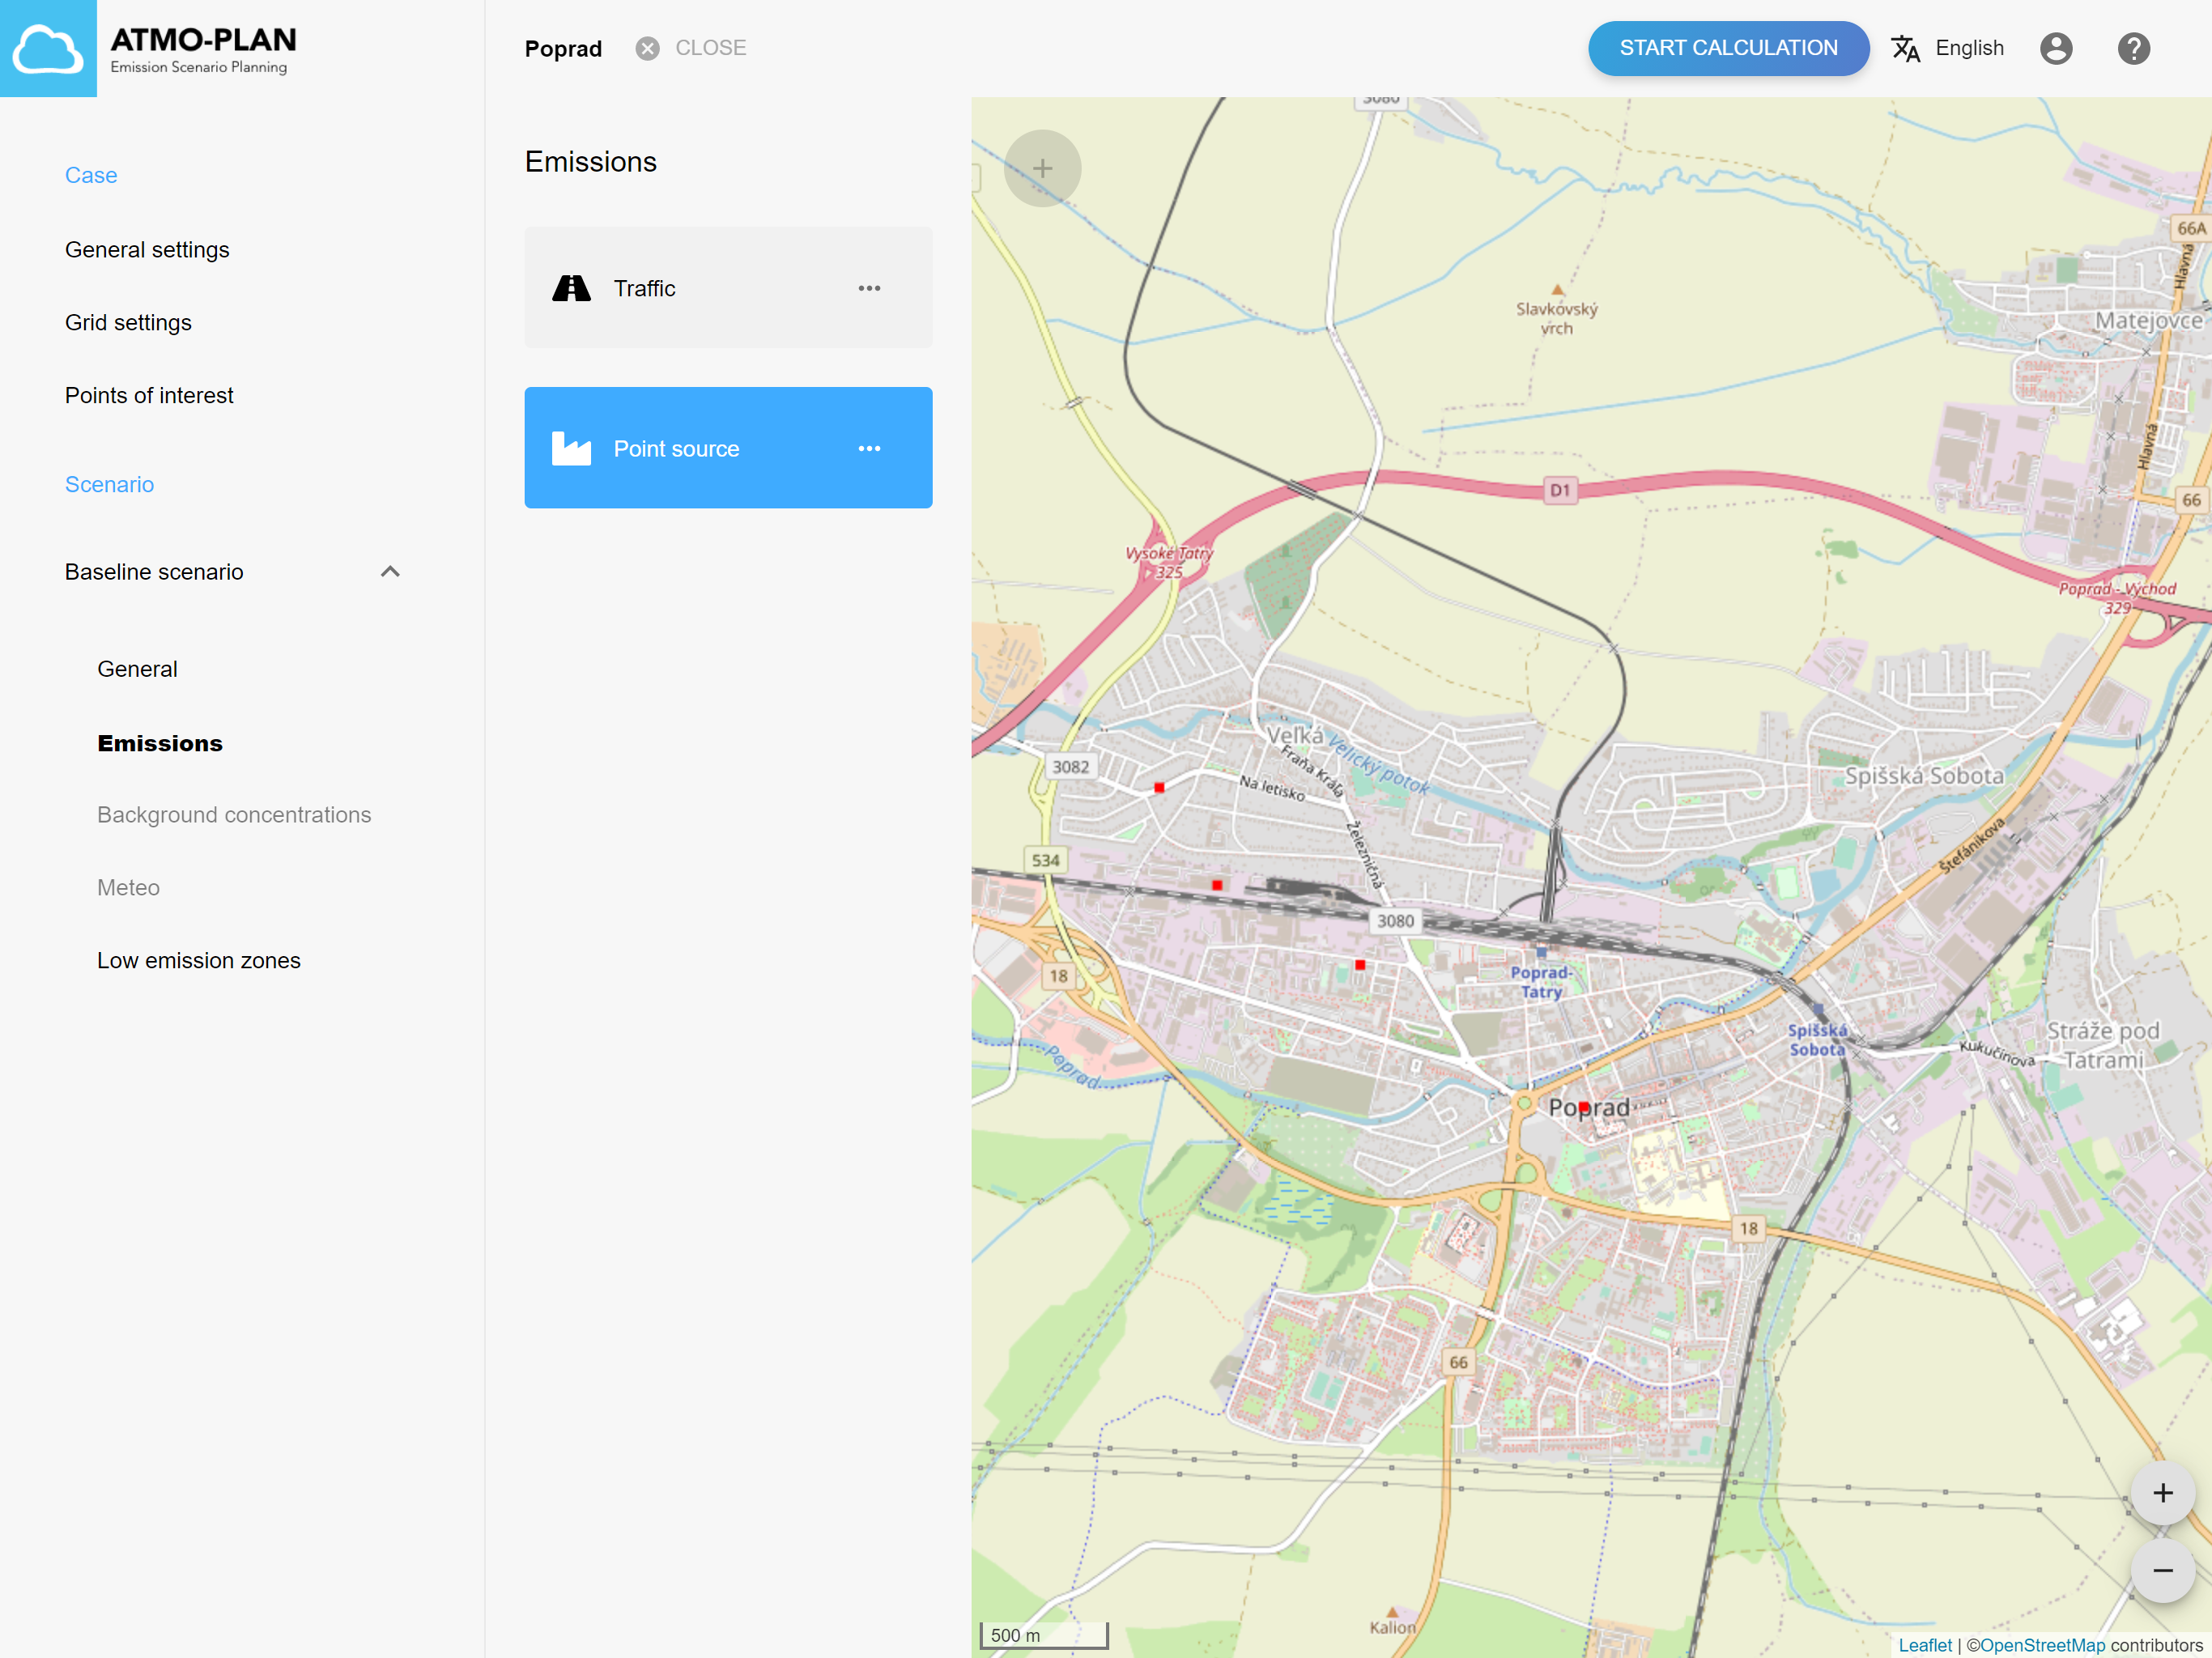 ATMO-PLAN
Emission Scenario Planning
Poprad
CLOSE
START CALCULATION
English
Case
General settings
Grid settings
Points of interest
Scenario
Baseline scenario
General
Emissions
Background concentrations
Meteo
Low emission zones
Emissions
Traffic
Point source
3080
66A
Hlavná
Slavkovský
vrch
Matejovce
Hlavná
D1
66
Vysoké Tatry
325
Poprad - Východ
329
Veľká
Velický potok
Fraňa Kráľa
3082
Na letisko
Spišská Sobota
Železničná
Štefánikova
534
3080
18
Poprad-
Tatry
Spišská
Sobota
Kukučínova
Stráže pod
Tatrami
Poprad
Poprad
18
66
Kalion
500 m
Leaflet | ©OpenStreetMap contributors